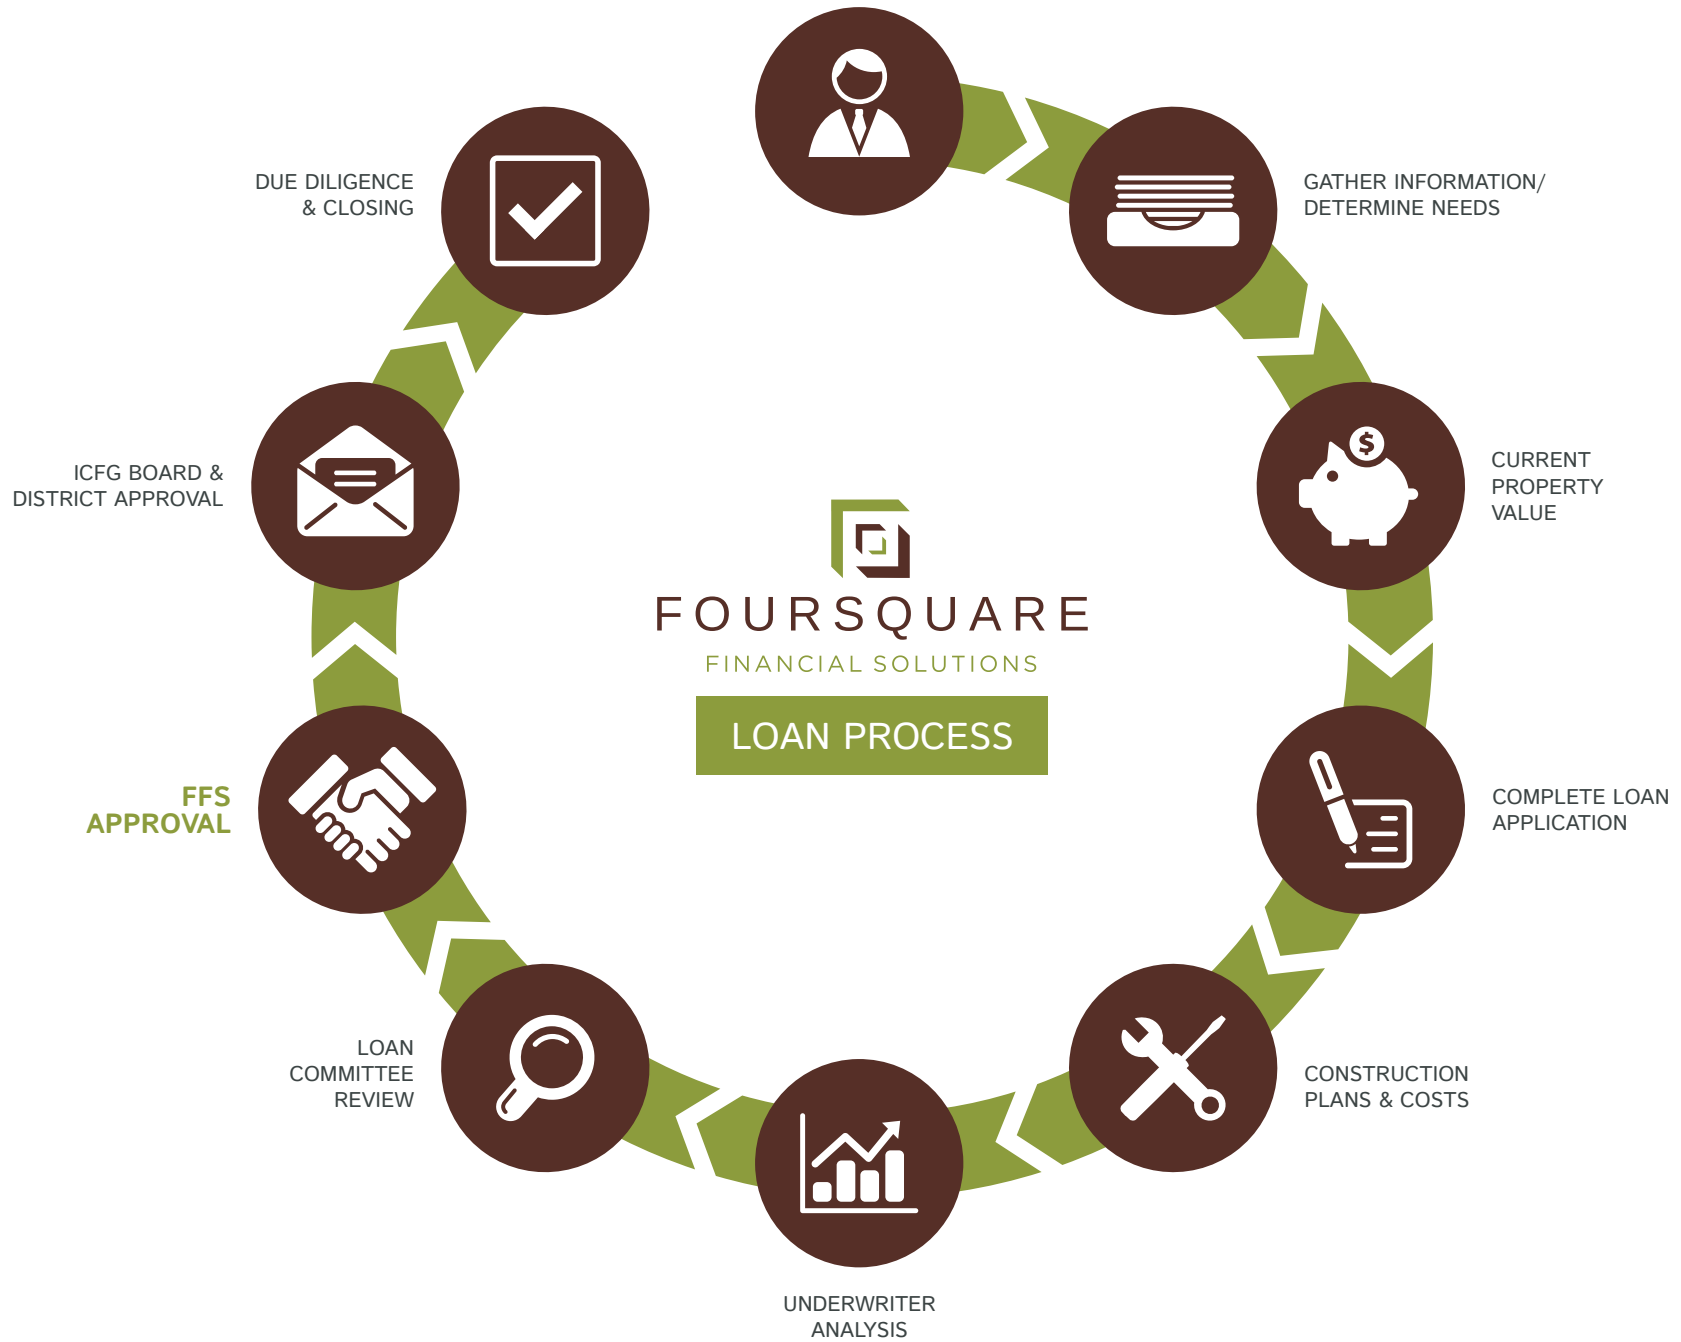 FOURSQUARE
FINANCIAL SOLUTIONS
LOAN PROCESS
GATHER INFORMATION/
DETERMINE NEEDS
$
CURRENT
PROPERTY
VALUE
COMPLETE LOAN
APPLICATION
CONSTRUCTION
PLANS & COSTS
UNDERWRITER
ANALYSIS
LOAN
COMMITTEE
REVIEW
FFS
APPROVAL
ICFG BOARD &
DISTRICT APPROVAL
DUE DILIGENCE
& CLOSING